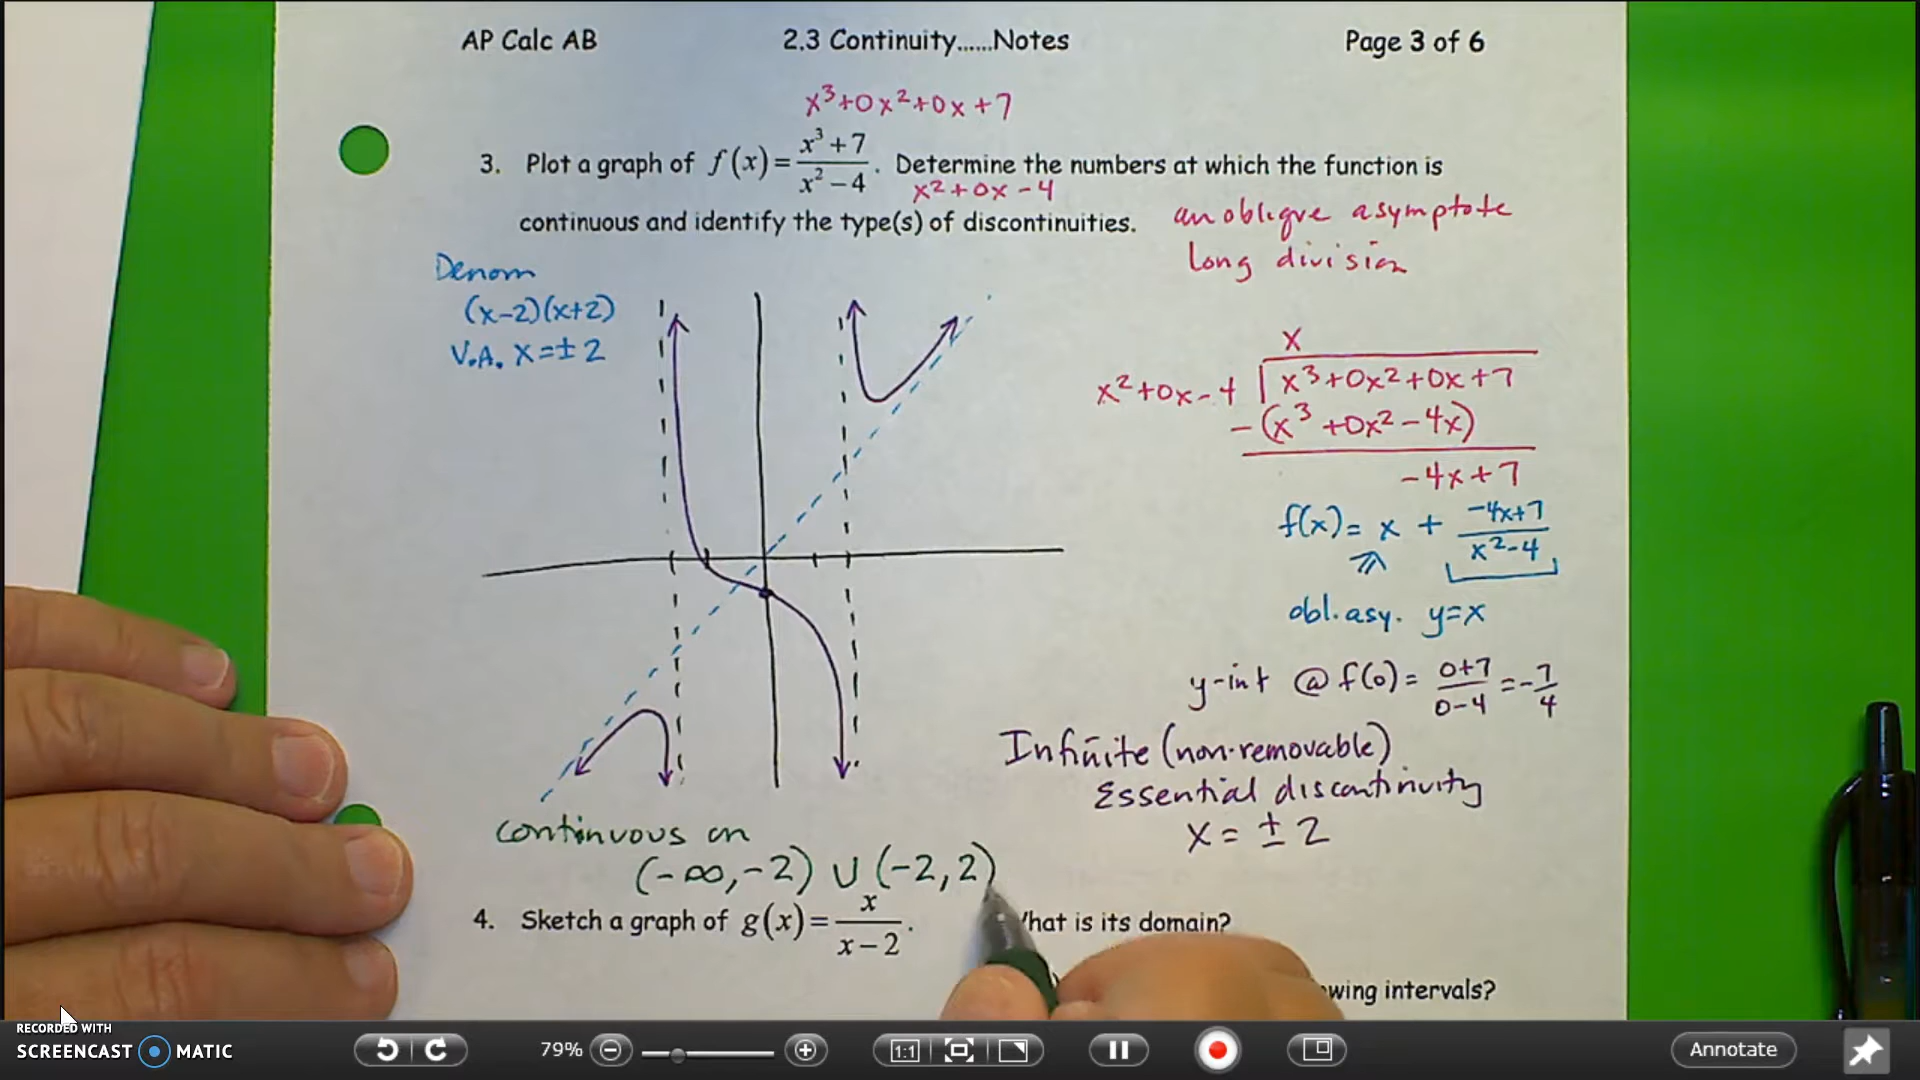 AP Calc AB 2.3 Continuity......Notes Page 3 of 6
x³+0x²+0x+7
3. Plot a graph of f(x)= x³+7 / x²−4 . Determine the numbers at which the function is
x²+0x−4
continuous and identify the type(s) of discontinuities.
an oblique asymptote
long division
Denom
(x−2)(x+2)
V.A. x=±2
x
x²+0x−4 x³+0x²+0x+7
−(x³+0x²−4x)
−4x+7
f(x)= x + −4x+7 / x²−4
obl. asy. y=x
y-int @ f(0)= 0+7 / 0−4 =−7/4
Infinite (non-removable)
Essential discontinuity
x= ±2
continuous on
(−∞,−2) ∪ (−2,2)
4. Sketch a graph of g(x)= x / x−2 . hat is its domain?
wing intervals?
RECORDED WITH
SCREENCAST MATIC
79%
1:1
Annotate